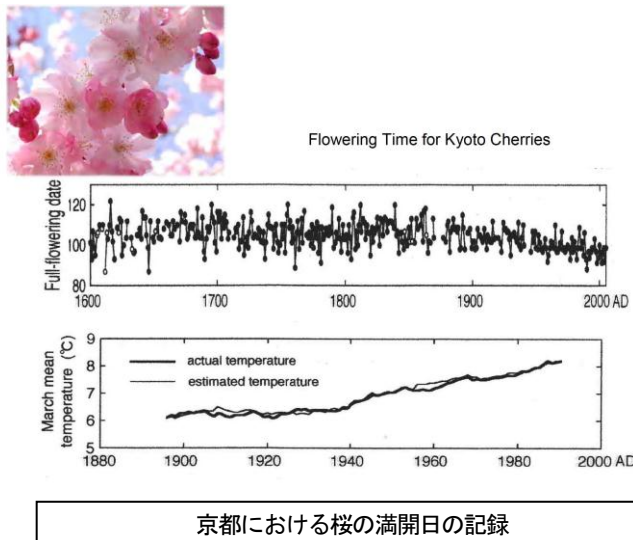 Flowering Time for Kyoto Cherries
Full-flowering date
120
100
80
1600
1700
1800
1900
2000 AD
March mean
temperature (℃)
9
8
7
6
5
actual temperature
estimated temperature
1880
1900
1920
1940
1960
1980
2000 AD
京都における桜の満開日の記録